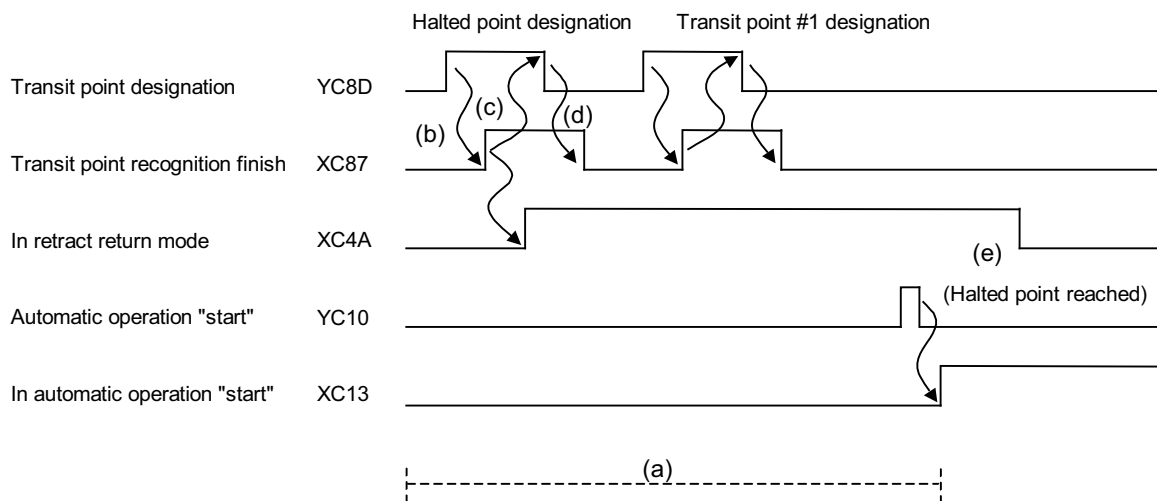 Halted point designation Transit point #1 designation
Transit point designation YC8D
(b) (c) (d)
Transit point recognition finish XC87
In retract return mode XC4A
(e)
(Halted point reached)
Automatic operation "start" YC10
In automatic operation "start" XC13
(a)